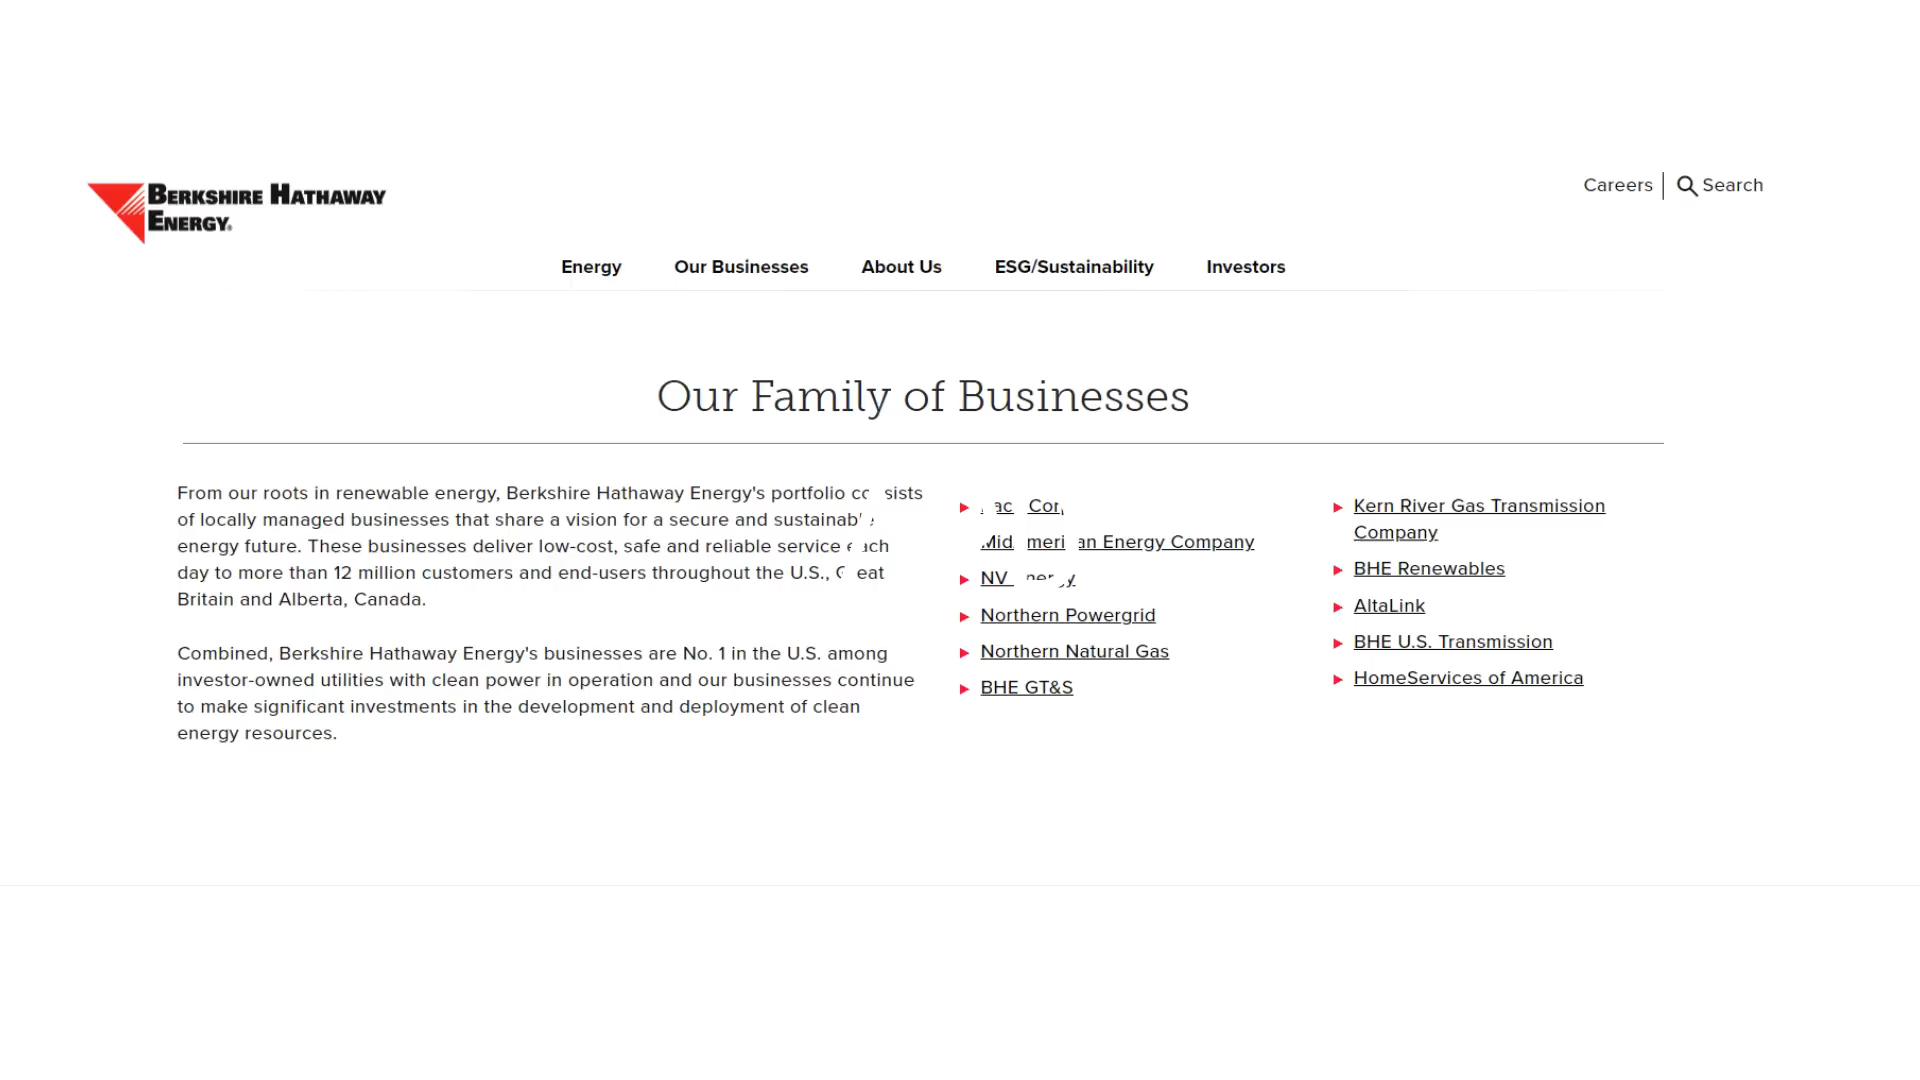 BERKSHIRE HATHAWAY
ENERGY®
Careers
Search
Energy
Our Businesses
About Us
ESG/Sustainability
Investors
Our Family of Businesses
From our roots in renewable energy, Berkshire Hathaway Energy's portfolio
of locally managed businesses that share a vision for a secure and
energy future. These businesses deliver low-cost, safe and reliable service each
day to more than 12 million customers and end-users throughout the U.S., Great
Britain and Alberta, Canada.
Combined, Berkshire Hathaway Energy's businesses are No. 1 in the U.S. among
investor-owned utilities with clean power in operation and our businesses continue
to make significant investments in the development and deployment of clean
energy resources.
Energy Company
NV
Northern Powergrid
Northern Natural Gas
BHE GT&S
Kern River Gas Transmission
Company
BHE Renewables
AltaLink
BHE U.S. Transmission
HomeServices of America